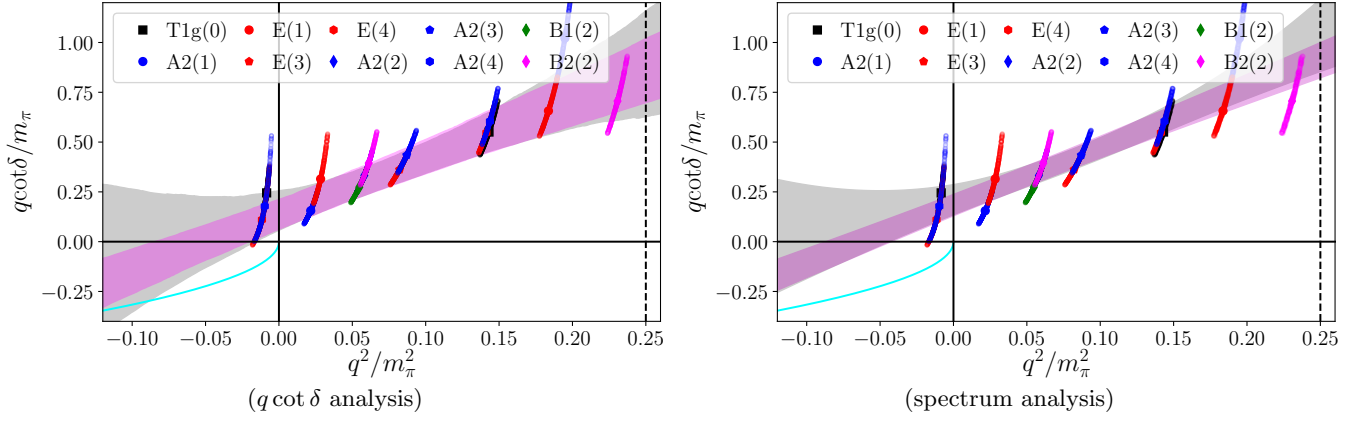 1.00
0.75
0.50
0.25
0.00
−0.25
qcotδ/mπ
T1g(0) E(1) E(4) A2(3) B1(2)
A2(1) E(3) A2(2) A2(4) B2(2)
−0.10 −0.05 0.00 0.05 0.10 0.15 0.20 0.25
q²/m²π
(q cot δ analysis)
1.00
0.75
0.50
0.25
0.00
−0.25
qcotδ/mπ
T1g(0) E(1) E(4) A2(3) B1(2)
A2(1) E(3) A2(2) A2(4) B2(2)
−0.10 −0.05 0.00 0.05 0.10 0.15 0.20 0.25
q²/m²π
(spectrum analysis)